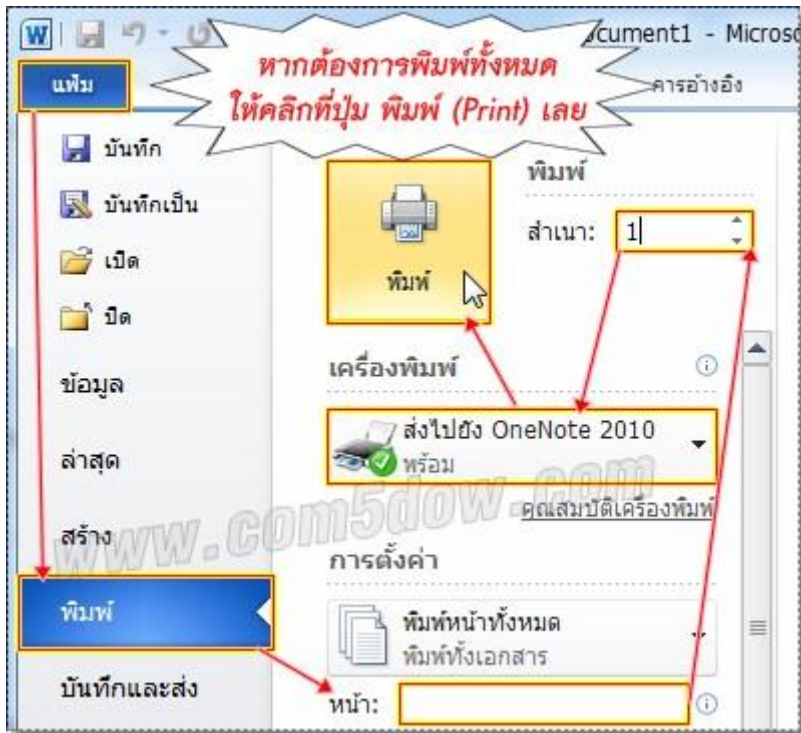 W
ocument1 - Microso
หากต้องการพิมพ์ทั้งหมด
ให้คลิกที่ปุ่ม พิมพ์ (Print) เลย
แฟ้ม
การอ้างอิง
บันทึก
บันทึกเป็น
เปิด
ปิด
ข้อมูล
ล่าสุด
สร้าง
พิมพ์
บันทึกและส่ง
พิมพ์
พิมพ์
สำเนา: 1
เครื่องพิมพ์
ส่งไปยัง OneNote 2010
พร้อม
คุณสมบัติเครื่องพิมพ์
การตั้งค่า
พิมพ์หน้าทั้งหมด
พิมพ์ทั้งเอกสาร
หน้า:
www.com5dow.com